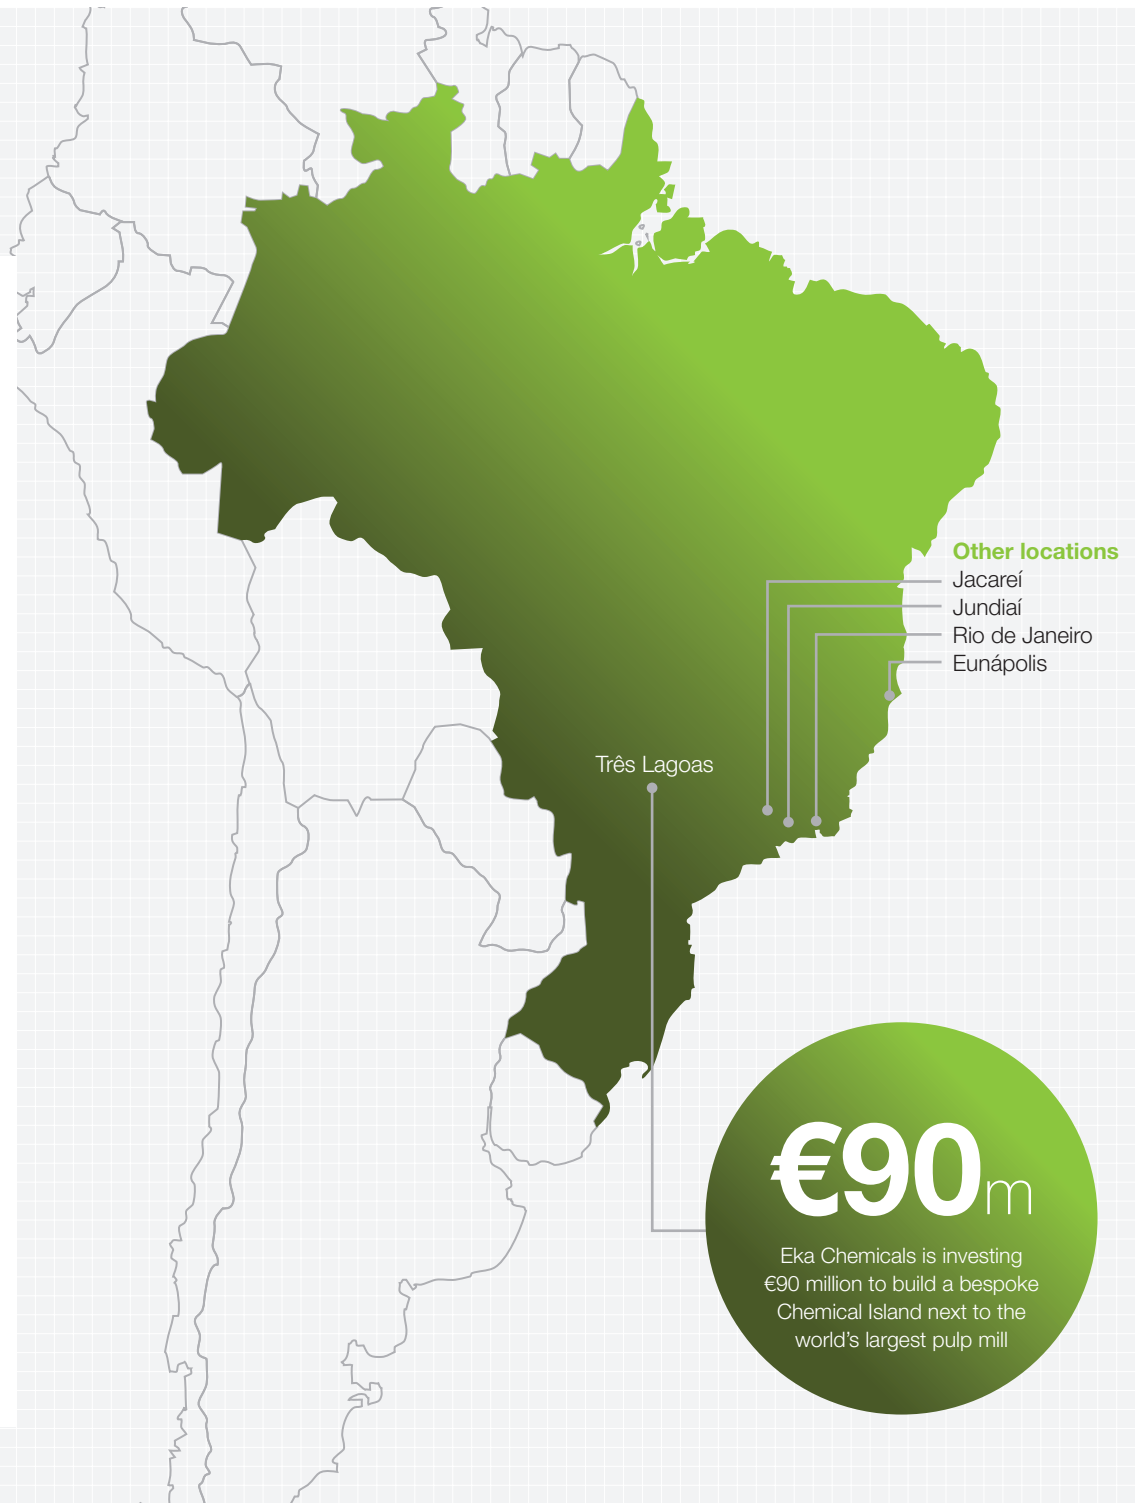 Other locations
Jacareí
Jundiaí
Rio de Janeiro
Eunápolis
Três Lagoas
€90m
Eka Chemicals is investing
€90 million to build a bespoke
Chemical Island next to the
world’s largest pulp mill